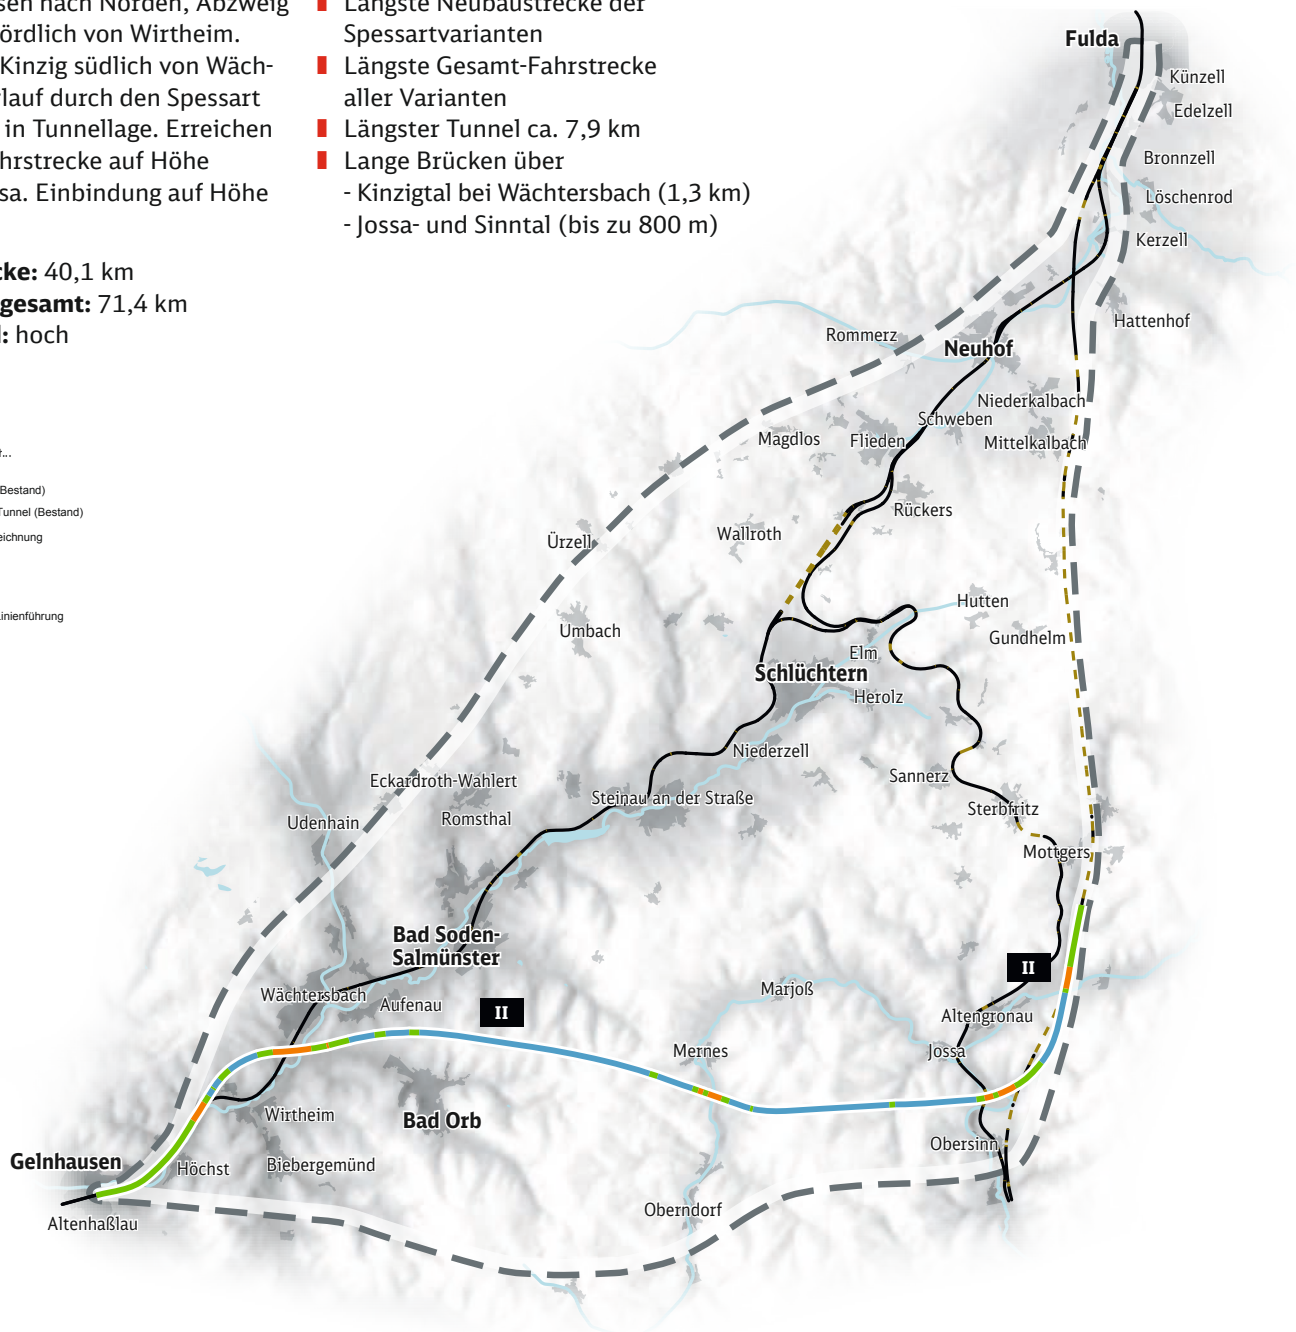 sen nach Norden, Abzweig
ördlich von Wirtheim.
Kinzig südlich von Wäch-
lauf durch den Spessart
in Tunnellage. Erreichen
hrstrecke auf Höhe
sa. Einbindung auf Höhe
cke: 40,1 km
gesamt: 71,4 km
: hoch
Längste Neubaustrecke der
Spessartvarianten
Längste Gesamt-Fahrstrecke
aller Varianten
Längster Tunnel ca. 7,9 km
Lange Brücken über
- Kinzigtal bei Wächtersbach (1,3 km)
- Jossa- und Sinntal (bis zu 800 m)
Bestand)
Tunnel (Bestand)
eichnung
inienführung
Fulda
Künzell
Edelzell
Bronnzell
Löschenrod
Kerzell
Hattenhof
Rommerz
Neuhof
Niederkalbach
Schweben
Magdlos
Flieden
Mittelkalbach
Rückers
Wallroth
Ürzell
Hutten
Umbach
Gundhelm
Elm
Schlüchtern
Herolz
Niederzell
Sannerz
Eckardroth-Wahlert
Steinau an der Straße
Sterbfritz
Romsthal
Udenhain
Mottgers
Bad Soden-
Salmünster
II
Marjoß
Wächtersbach
Aufenau
II
Altengronau
Mernes
Jossa
Wirtheim
Bad Orb
Obersinn
Gelnhausen
Höchst
Biebergemünd
Oberndorf
Altenhaßlau